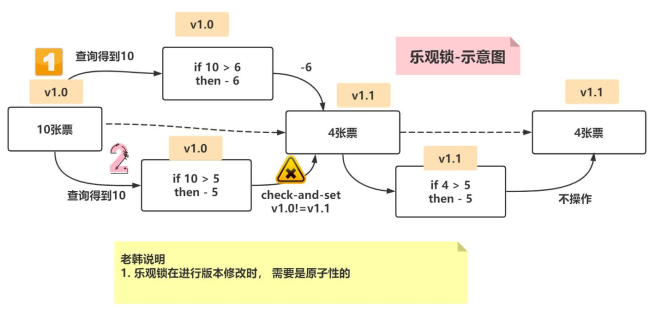 v1.0
1
查询得到10
if 10 > 6
then - 6
-6
乐观锁-示意图
v1.0
10张票
v1.1
4张票
v1.1
4张票
2
查询得到10
v1.0
if 10 > 5
then - 5
check-and-set
v1.0!=v1.1
v1.1
if 4 > 5
then - 5
不操作
老韩说明
1. 乐观锁在进行版本修改时， 需要是原子性的